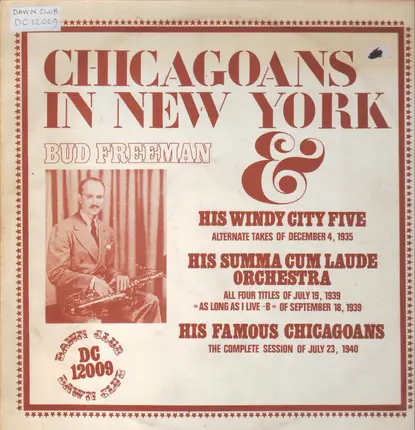 DAWN CLUB
DC 12009
CHICAGOANS
IN NEW YORK
BUD FREEMAN
&
HIS WINDY CITY FIVE
ALTERNATE TAKES OF DECEMBER 4, 1935
HIS SUMMA CUM LAUDE
ORCHESTRA
ALL FOUR TITLES OF JULY 19, 1939
»AS LONG AS I LIVE -B« OF SEPTEMBER 18, 1939
HIS FAMOUS CHICAGOANS
THE COMPLETE SESSION OF JULY 23, 1940
DAWN CLUB
DC
12009
DAWN CLUB